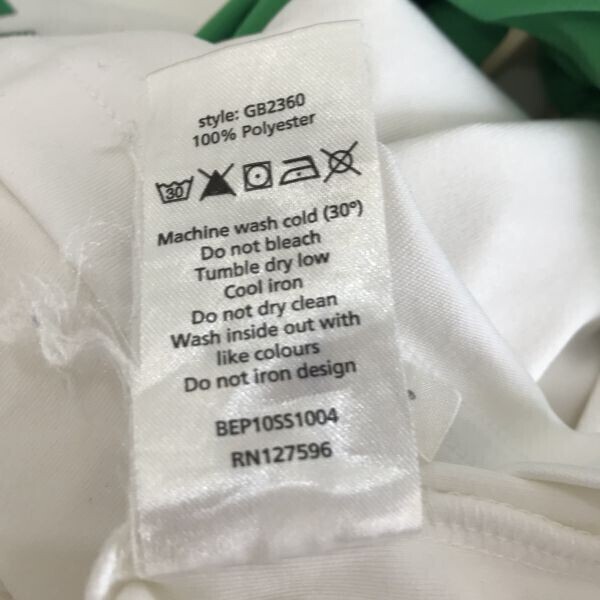 style: GB2360
100% Polyester
30
Machine wash cold (30°)
Do not bleach
Tumble dry low
Cool iron
Do not dry clean
Wash inside out with
like colours
Do not iron design
BEP10SS1004
RN127596